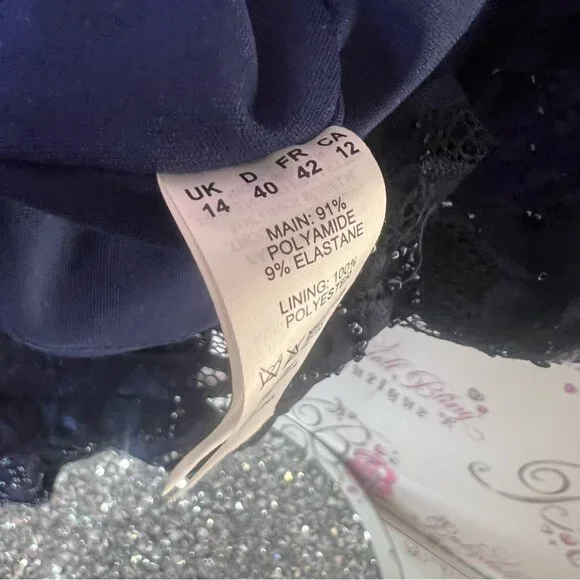 UK D FR CA
14 40 42 12
MAIN: 91%
POLYAMIDE
9% ELASTANE
LINING: 100%
POLYESTER